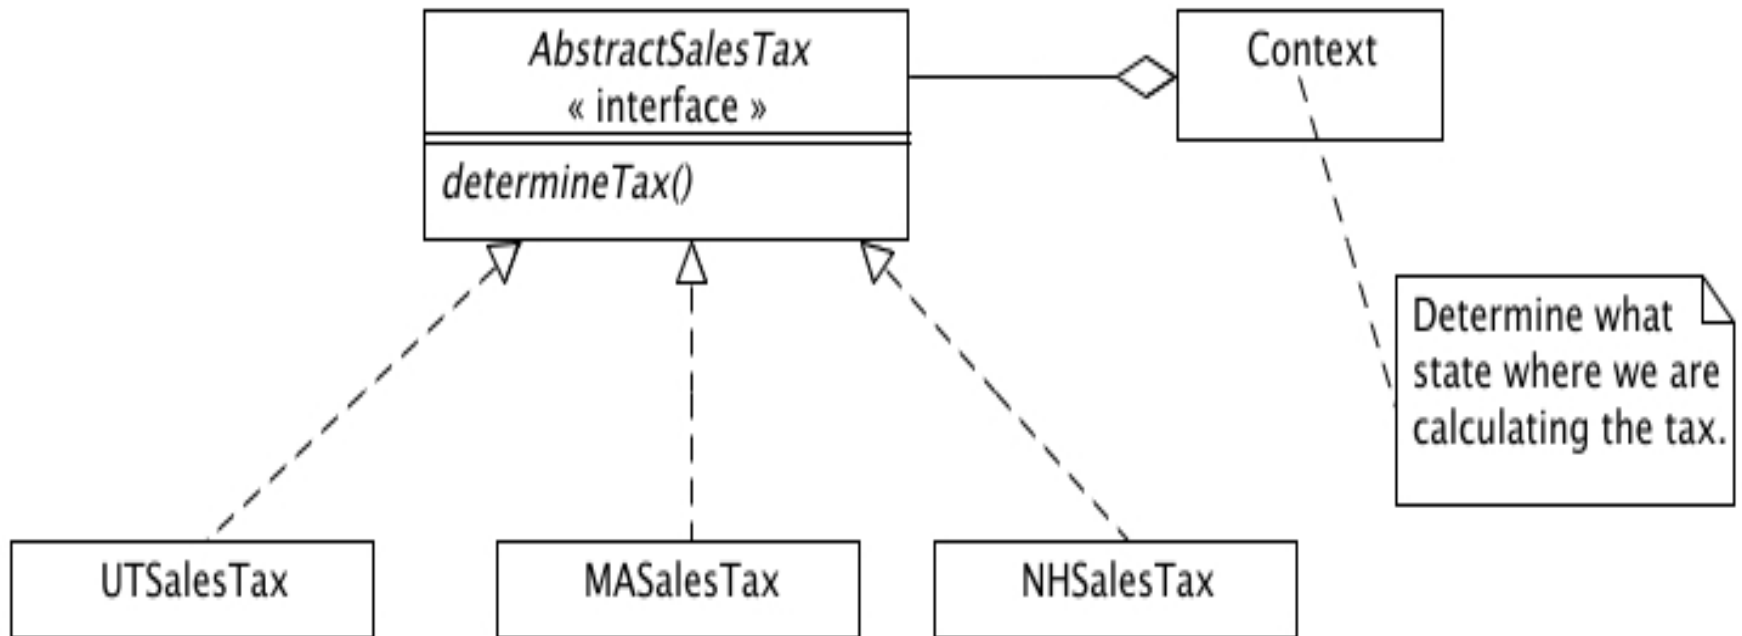 AbstractSalesTax
« interface »
determineTax()
Context
Determine what
state where we are
calculating the tax.
UTSalesTax
MASalesTax
NHSalesTax